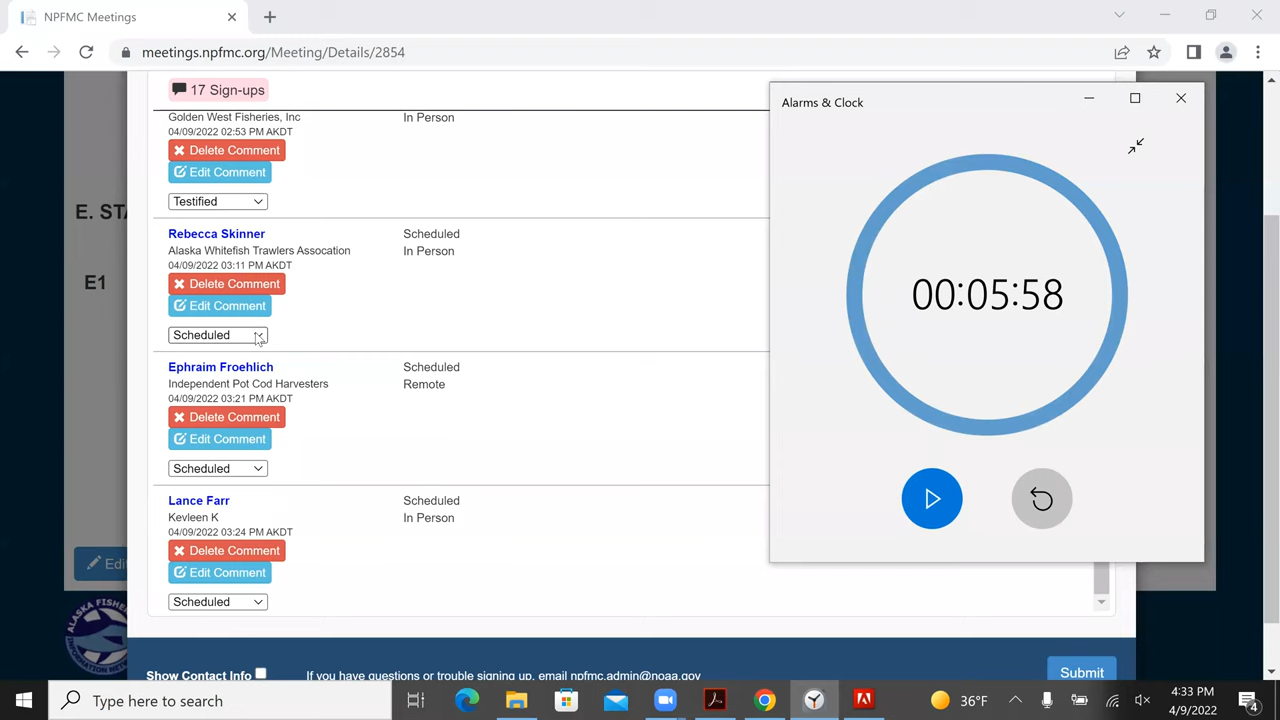 NPFMC Meetings
meetings.npfmc.org/Meeting/Details/2854
17 Sign-ups
Golden West Fisheries, Inc
In Person
04/09/2022 02:53 PM AKDT
Delete Comment
Edit Comment
Testified
Rebecca Skinner
Scheduled
Alaska Whitefish Trawlers Assocation
In Person
04/09/2022 03:11 PM AKDT
Delete Comment
Edit Comment
Scheduled
Ephraim Froehlich
Scheduled
Independent Pot Cod Harvesters
Remote
04/09/2022 03:21 PM AKDT
Delete Comment
Edit Comment
Scheduled
Lance Farr
Scheduled
Kevleen K
In Person
04/09/2022 03:24 PM AKDT
Delete Comment
Edit Comment
Scheduled
Show Contact Info
If you have questions or trouble signing up, email npfmc.admin@noaa.gov
Submit
E. STA
E1
Edi
ALASKA FISHE
INFORMATION NETW
Alarms & Clock
00:05:58
Type here to search
36°F
4:33 PM
4/9/2022
4